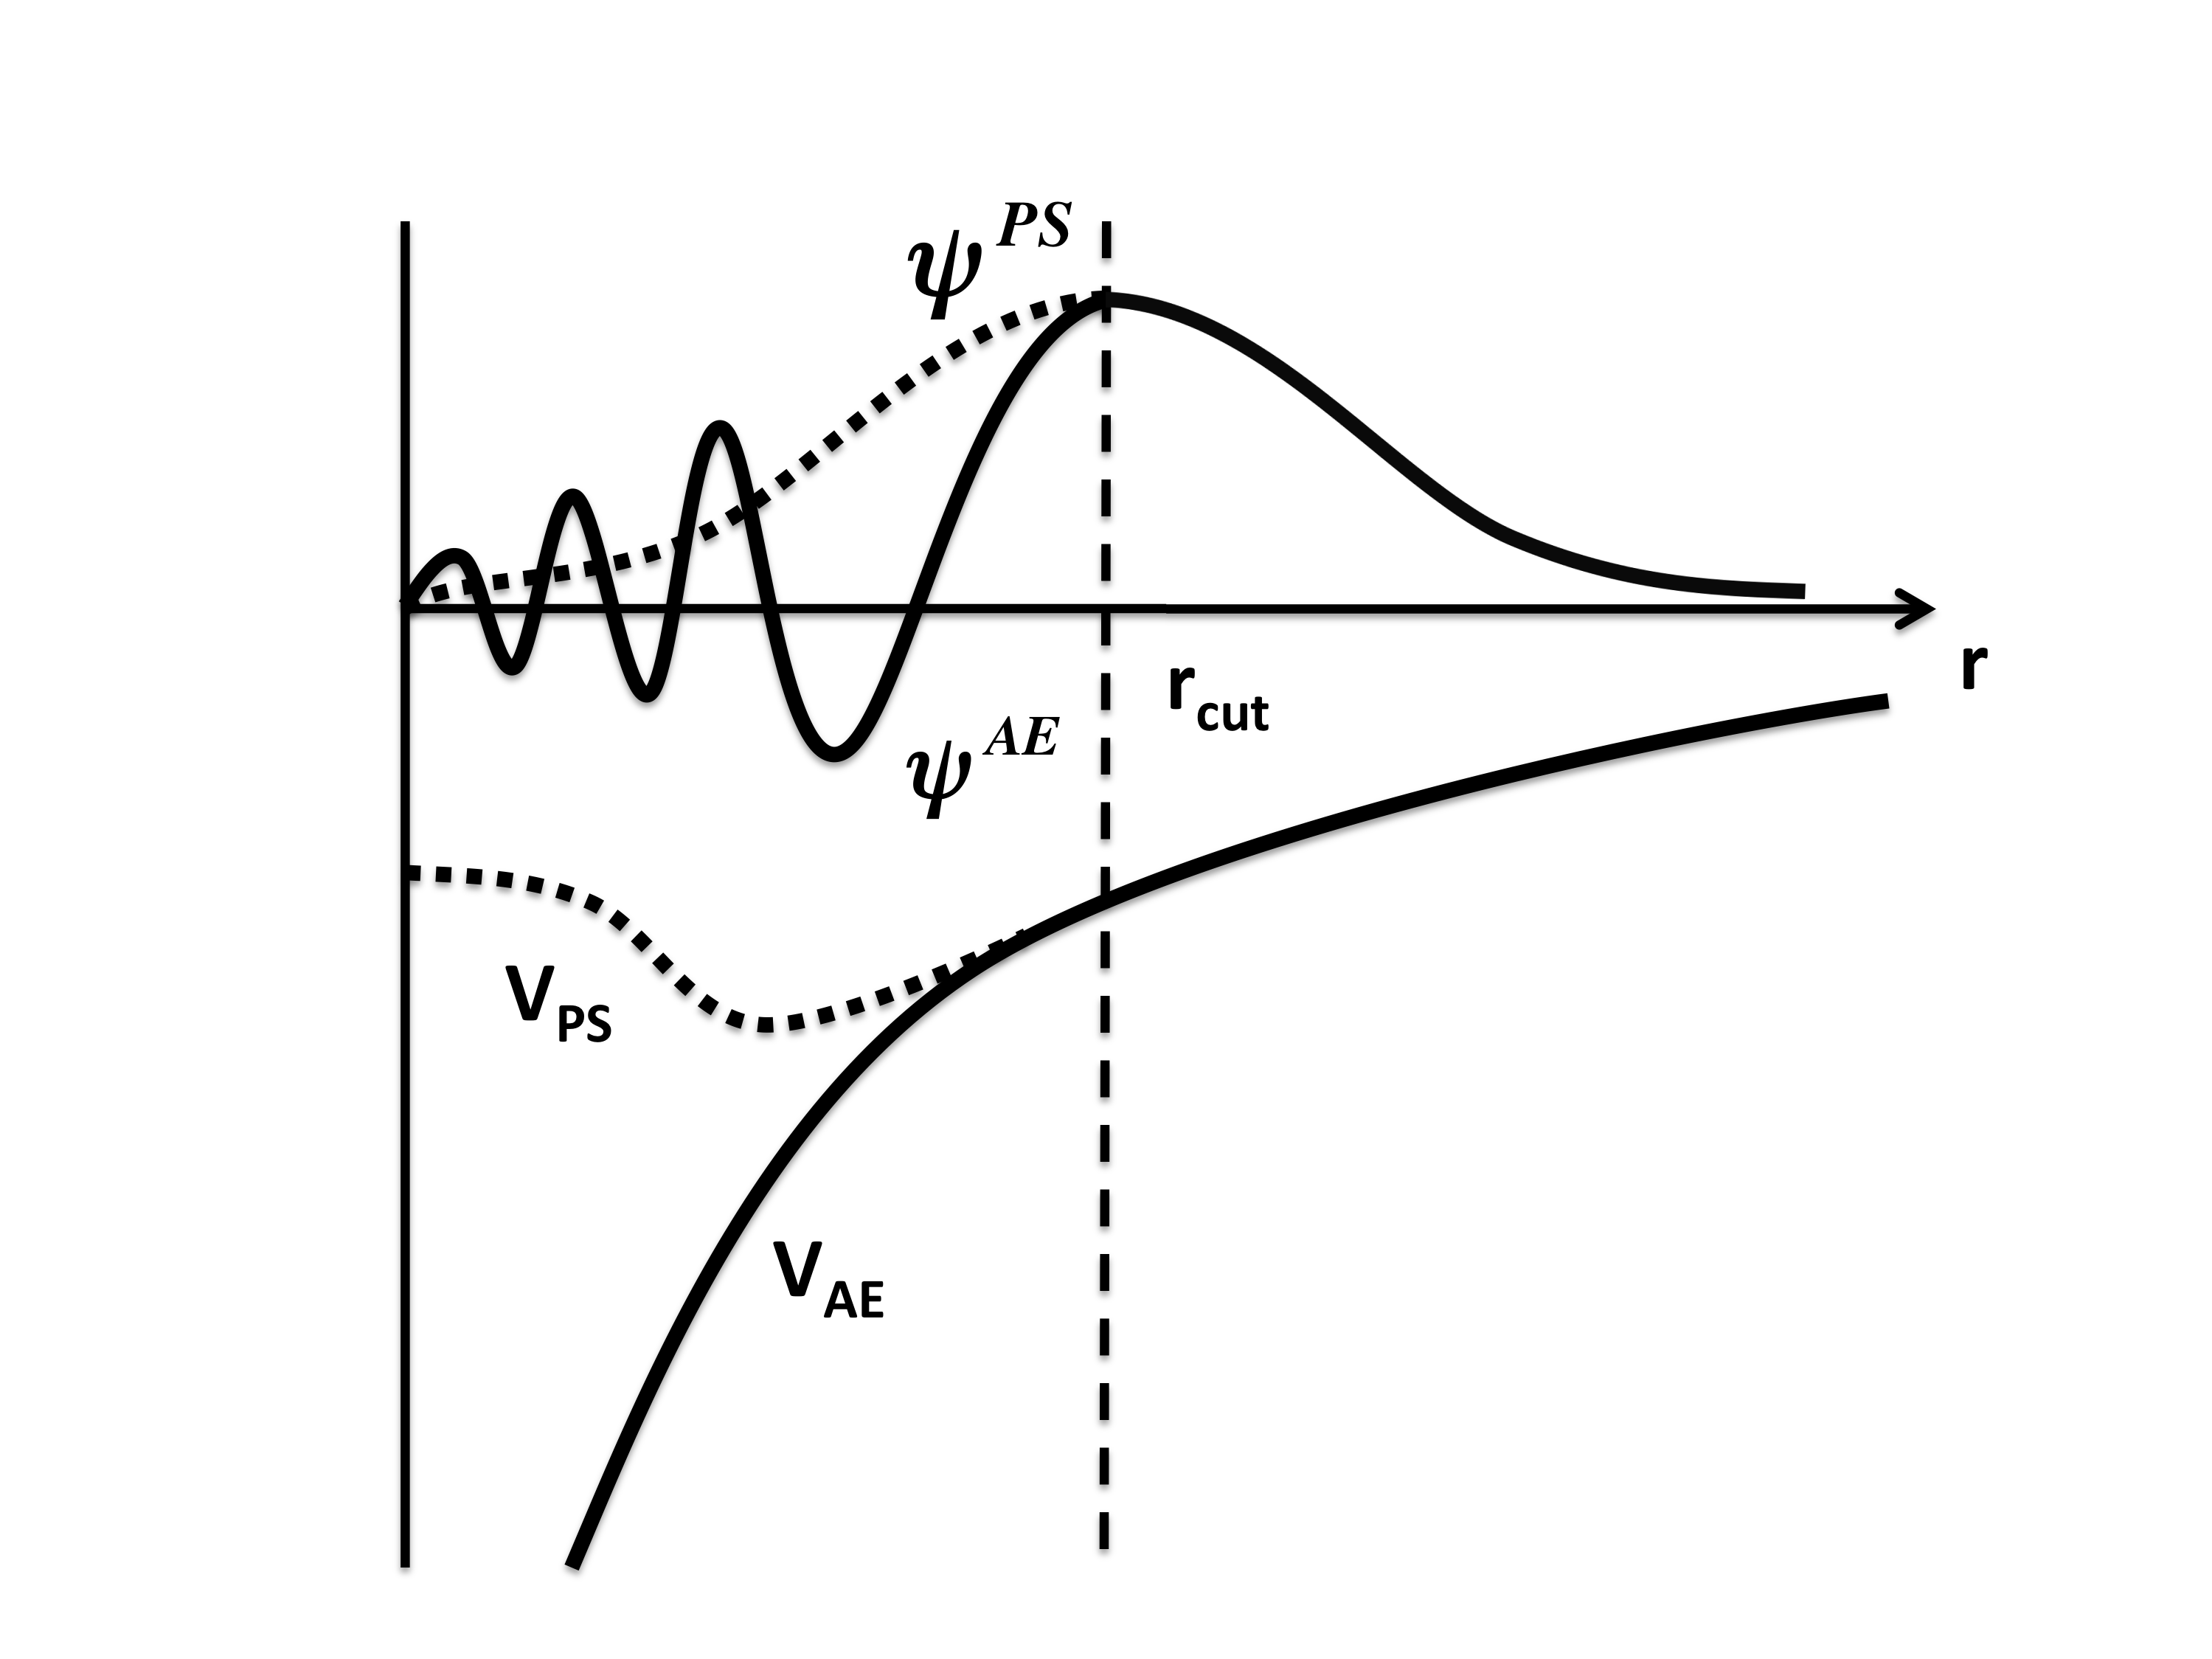 ψ^PS
r
r_cut
ψ^AE
V_PS
V_AE